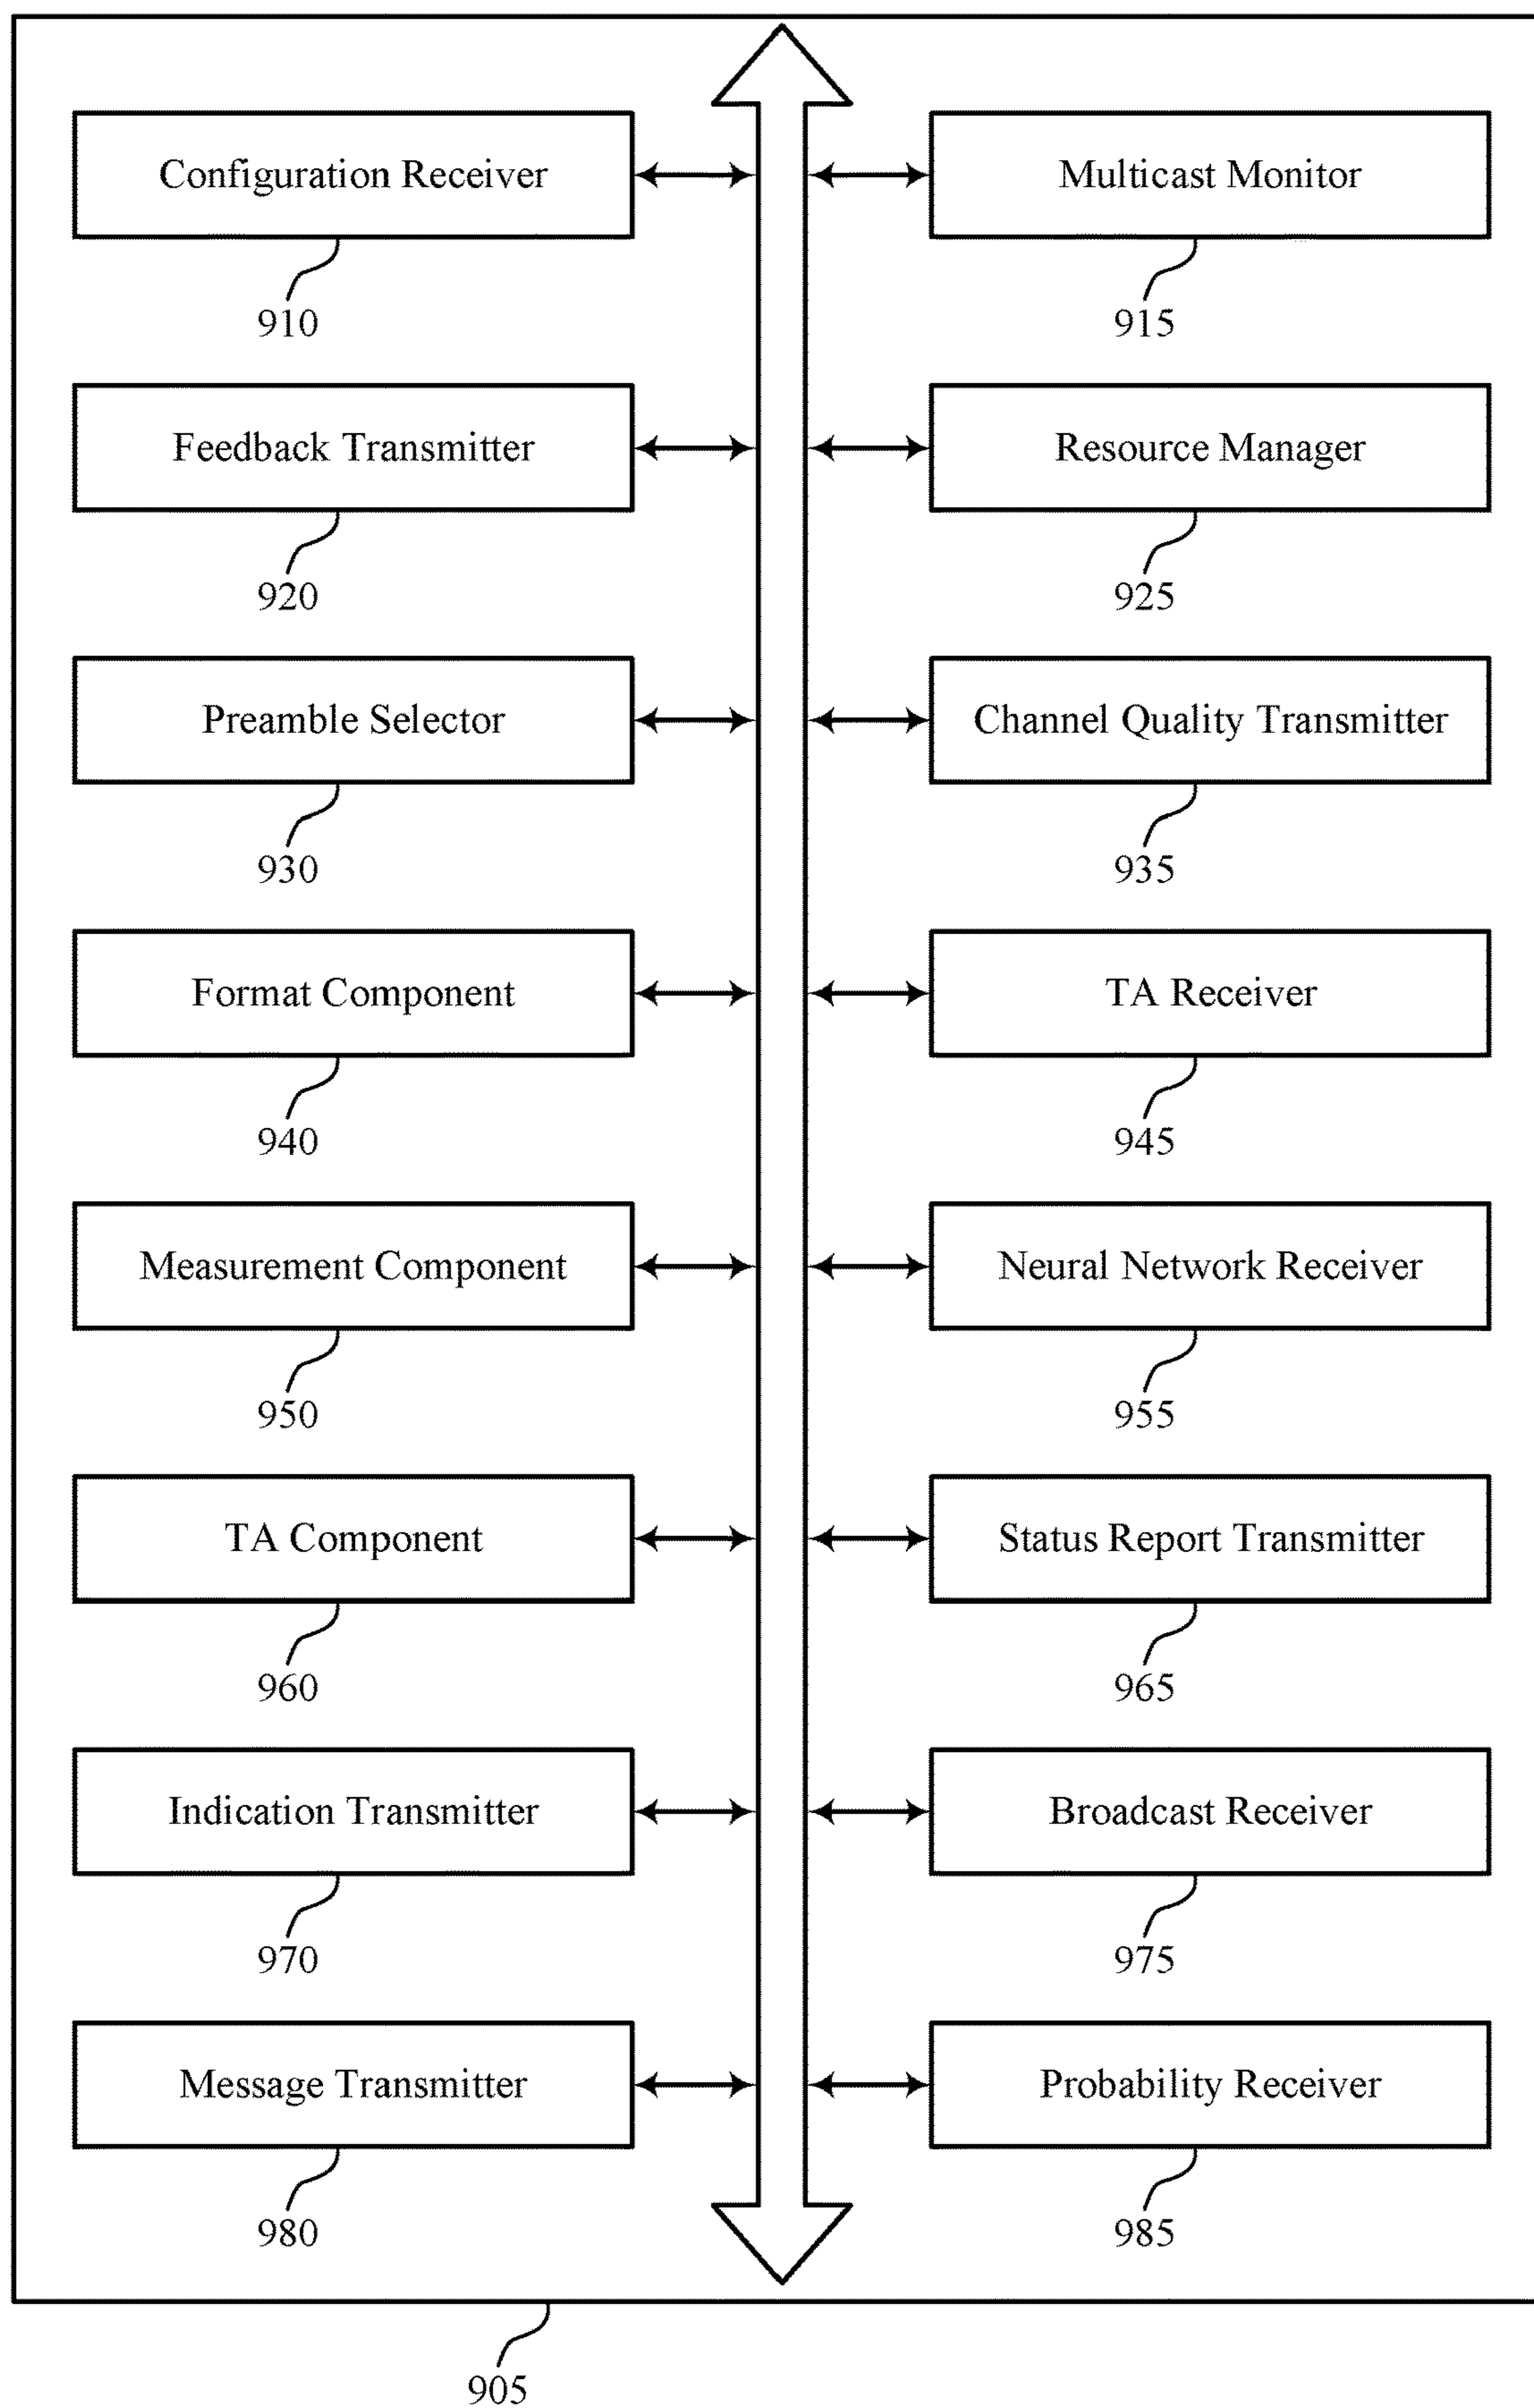 Configuration Receiver
Multicast Monitor
910
915
Feedback Transmitter
Resource Manager
920
925
Preamble Selector
Channel Quality Transmitter
930
935
Format Component
TA Receiver
940
945
Measurement Component
Neural Network Receiver
950
955
TA Component
Status Report Transmitter
960
965
Indication Transmitter
Broadcast Receiver
970
975
Message Transmitter
Probability Receiver
980
985
905